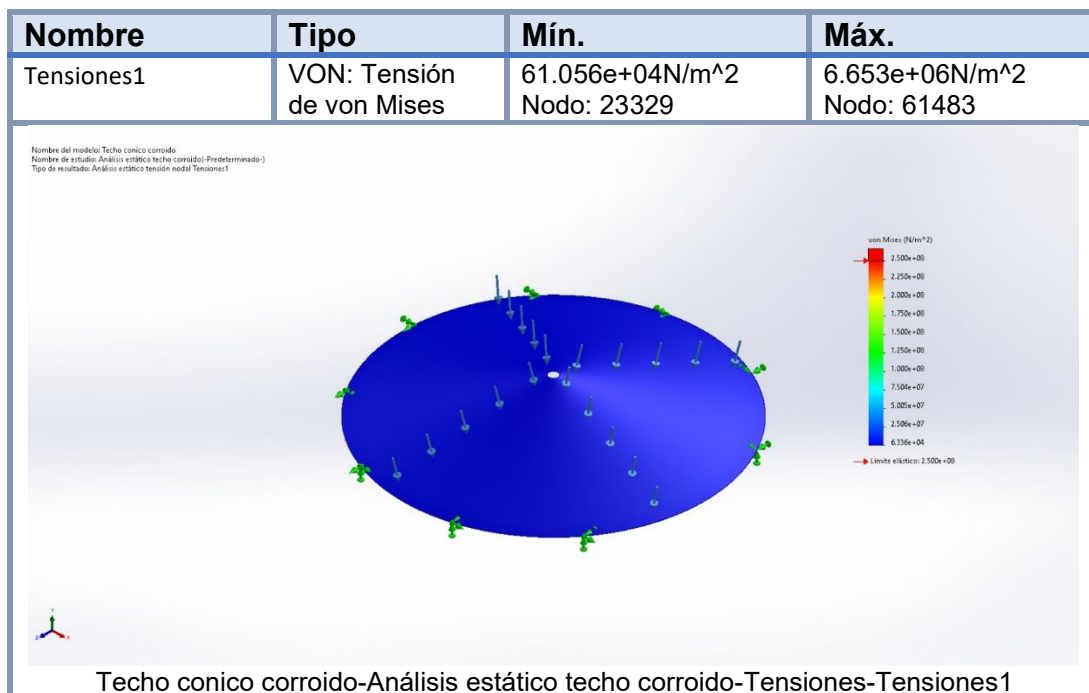 Nombre Tipo Mín. Máx.
Tensiones1 VON: Tensión de von Mises 61.056e+04N/m^2 Nodo: 23329 6.653e+06N/m^2 Nodo: 61483
Nombre del modelo: Techo conico corroido
Nombre de estudio: Análisis estático techo corroido(-Predeterminado-)
Tipo de resultado: Análisis estático tensión nodal Tensiones1
von Mises (N/m^2)
2.500e+08
2.250e+08
2.000e+08
1.750e+08
1.500e+08
1.250e+08
1.000e+08
7.504e+07
5.005e+07
2.506e+07
6.336e+04
Límite elástico: 2.500e+08
Y
Z X
Techo conico corroido-Análisis estático techo corroido-Tensiones-Tensiones1